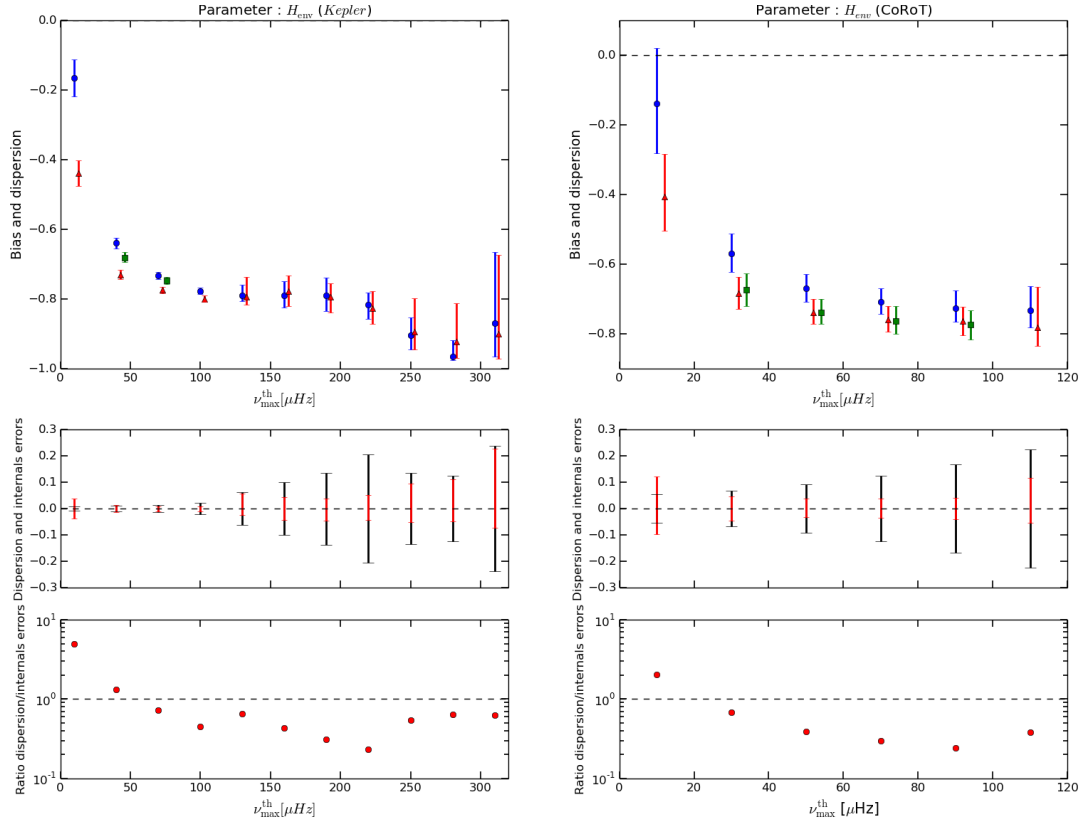 Parameter : H_env (Kepler)
Bias and dispersion
0.0
−0.2
−0.4
−0.6
−0.8
−1.0
0 50 100 150 200 250 300
ν_max^th [μHz]
Dispersion and internals errors
0.3
0.2
0.1
0.0
−0.1
−0.2
−0.3
Ratio dispersion/internals errors
10^1
10^0
10^-1
0 50 100 150 200 250 300
ν_max^th [μHz]
Parameter : H_env (CoRoT)
Bias and dispersion
0.0
−0.2
−0.4
−0.6
−0.8
0 20 40 60 80 100 120
ν_max^th [μHz]
Dispersion and internals errors
0.3
0.2
0.1
0.0
−0.1
−0.2
−0.3
Ratio dispersion/internals errors
10^1
10^0
10^-1
0 20 40 60 80 100 120
ν_max^th [μHz]